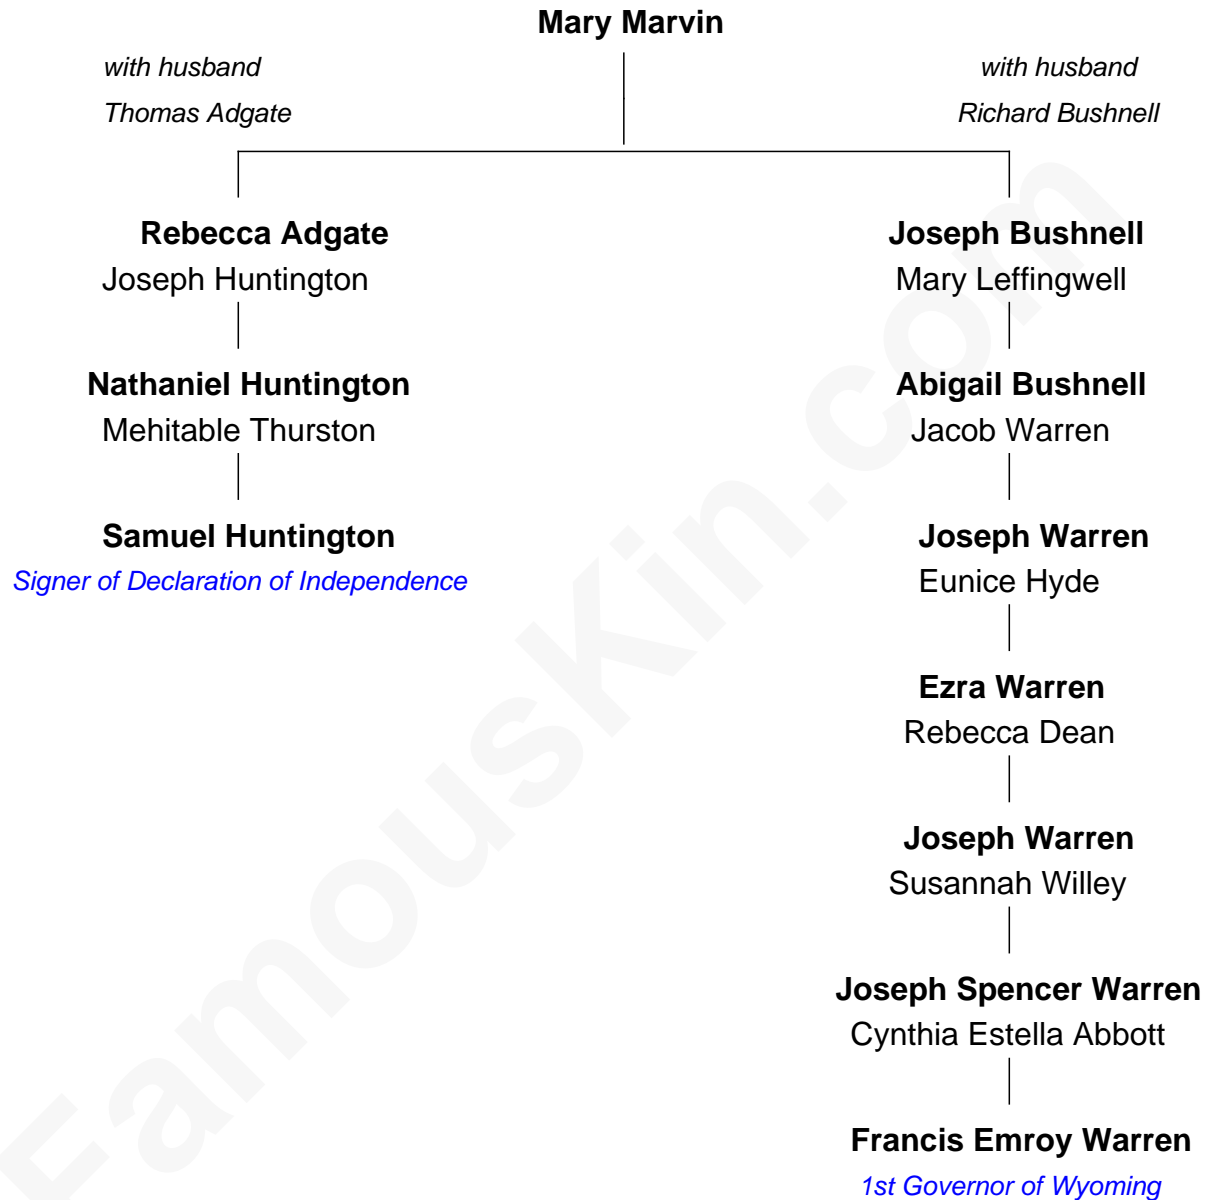 Mary Marvin
with husband
Thomas Adgate
with husband
Richard Bushnell
Rebecca Adgate
Joseph Huntington
Nathaniel Huntington
Mehitable Thurston
Samuel Huntington
Signer of Declaration of Independence
Joseph Bushnell
Mary Leffingwell
Abigail Bushnell
Jacob Warren
Joseph Warren
Eunice Hyde
Ezra Warren
Rebecca Dean
Joseph Warren
Susannah Willey
Joseph Spencer Warren
Cynthia Estella Abbott
Francis Emroy Warren
1st Governor of Wyoming
FamousKin.com